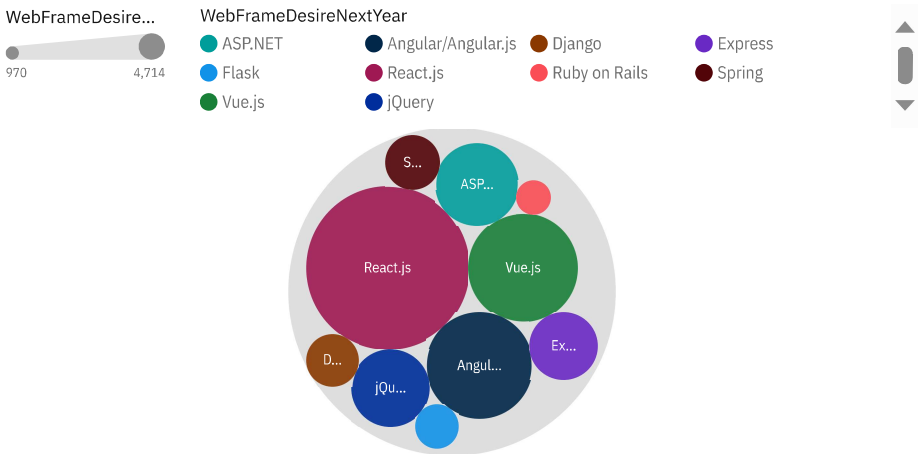 WebFrameDesire...
970 4,714
WebFrameDesireNextYear
ASP.NET Angular/Angular.js Django Express
Flask React.js Ruby on Rails Spring
Vue.js jQuery
S...
ASP...
React.js
Vue.js
Ex...
D...
Angul...
jQu...